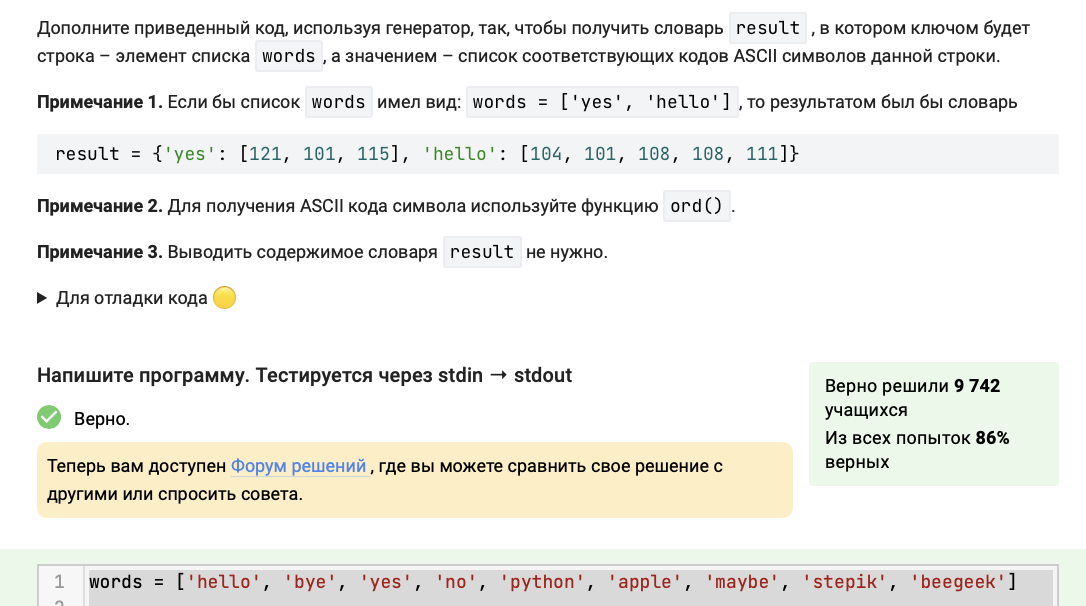 Дополните приведенный код, используя генератор, так, чтобы получить словарь result , в котором ключом будет
строка – элемент списка words , а значением – список соответствующих кодов ASCII символов данной строки.
Примечание 1. Если бы список words имел вид: words = ['yes', 'hello'] , то результатом был бы словарь
result = {'yes': [121, 101, 115], 'hello': [104, 101, 108, 108, 111]}
Примечание 2. Для получения ASCII кода символа используйте функцию ord() .
Примечание 3. Выводить содержимое словаря result не нужно.
Для отладки кода
Напишите программу. Тестируется через stdin → stdout
Верно.
Теперь вам доступен Форум решений , где вы можете сравнить свое решение с
другими или спросить совета.
Верно решили 9 742
учащихся
Из всех попыток 86%
верных
1 words = ['hello', 'bye', 'yes', 'no', 'python', 'apple', 'maybe', 'stepik', 'beegeek']